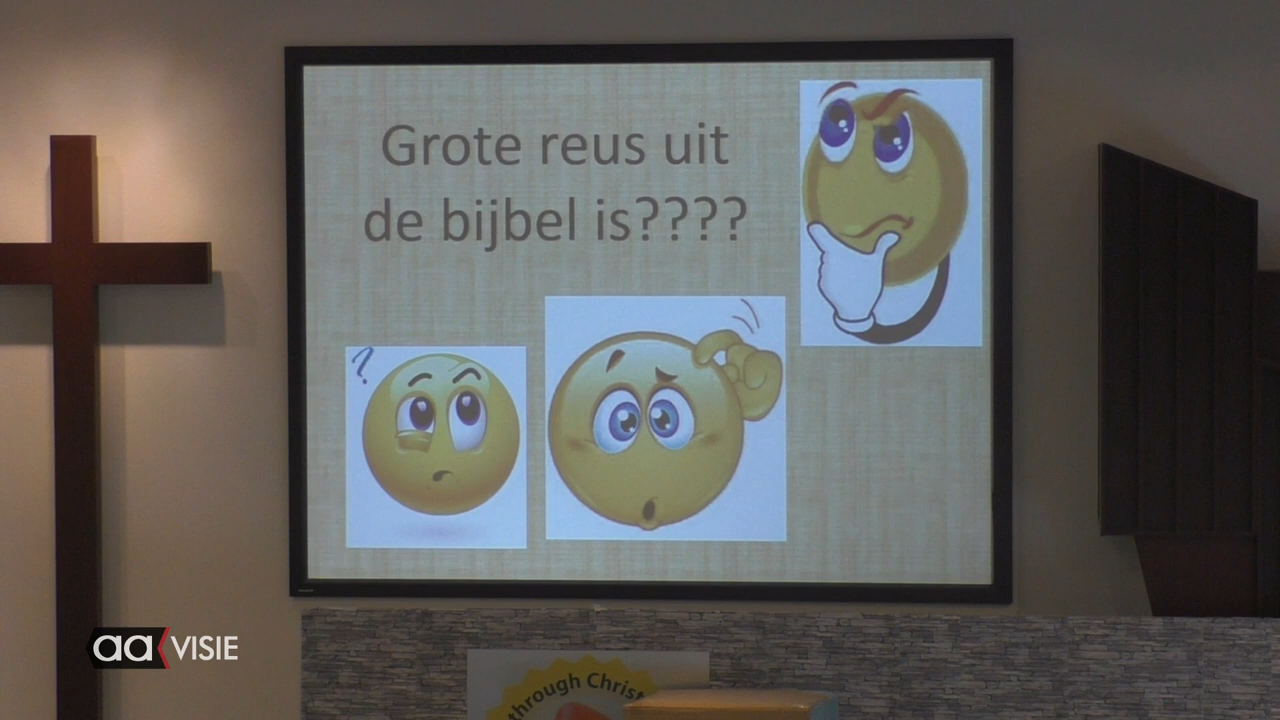 Grote reus uit
de bijbel is????
?
aa VISIE
through Christ